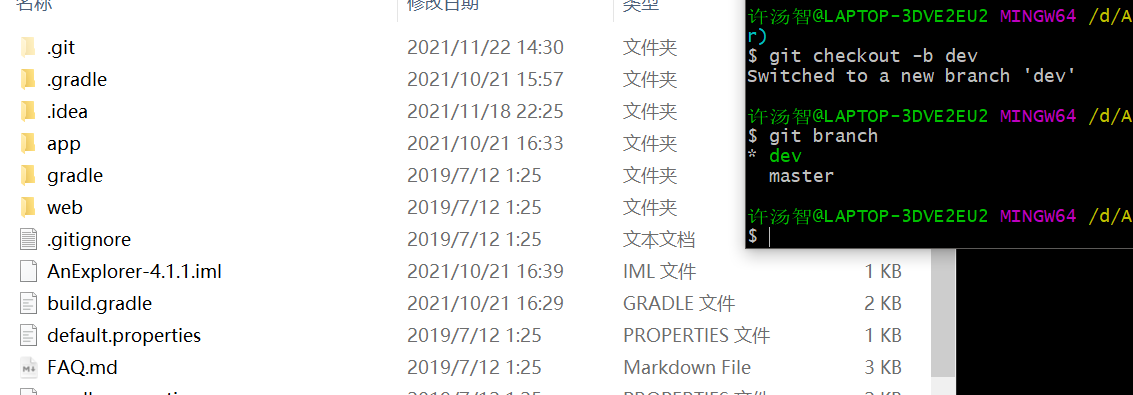 名称 修改日期 类型
.git 2021/11/22 14:30 文件夹
.gradle 2021/10/21 15:57 文件夹
.idea 2021/11/18 22:25 文件夹
app 2021/10/21 16:33 文件夹
gradle 2019/7/12 1:25 文件夹
web 2019/7/12 1:25 文件夹
.gitignore 2019/7/12 1:25 文本文档
AnExplorer-4.1.1.iml 2021/10/21 16:39 IML 文件 1 KB
build.gradle 2021/10/21 16:29 GRADLE 文件 2 KB
default.properties 2019/7/12 1:25 PROPERTIES 文件 1 KB
FAQ.md 2019/7/12 1:25 Markdown File 3 KB
许汤智@LAPTOP-3DVE2EU2 MINGW64 /d/A
r)
$ git checkout -b dev
Switched to a new branch 'dev'
许汤智@LAPTOP-3DVE2EU2 MINGW64 /d/A
$ git branch
* dev
master
许汤智@LAPTOP-3DVE2EU2 MINGW64 /d/A
$